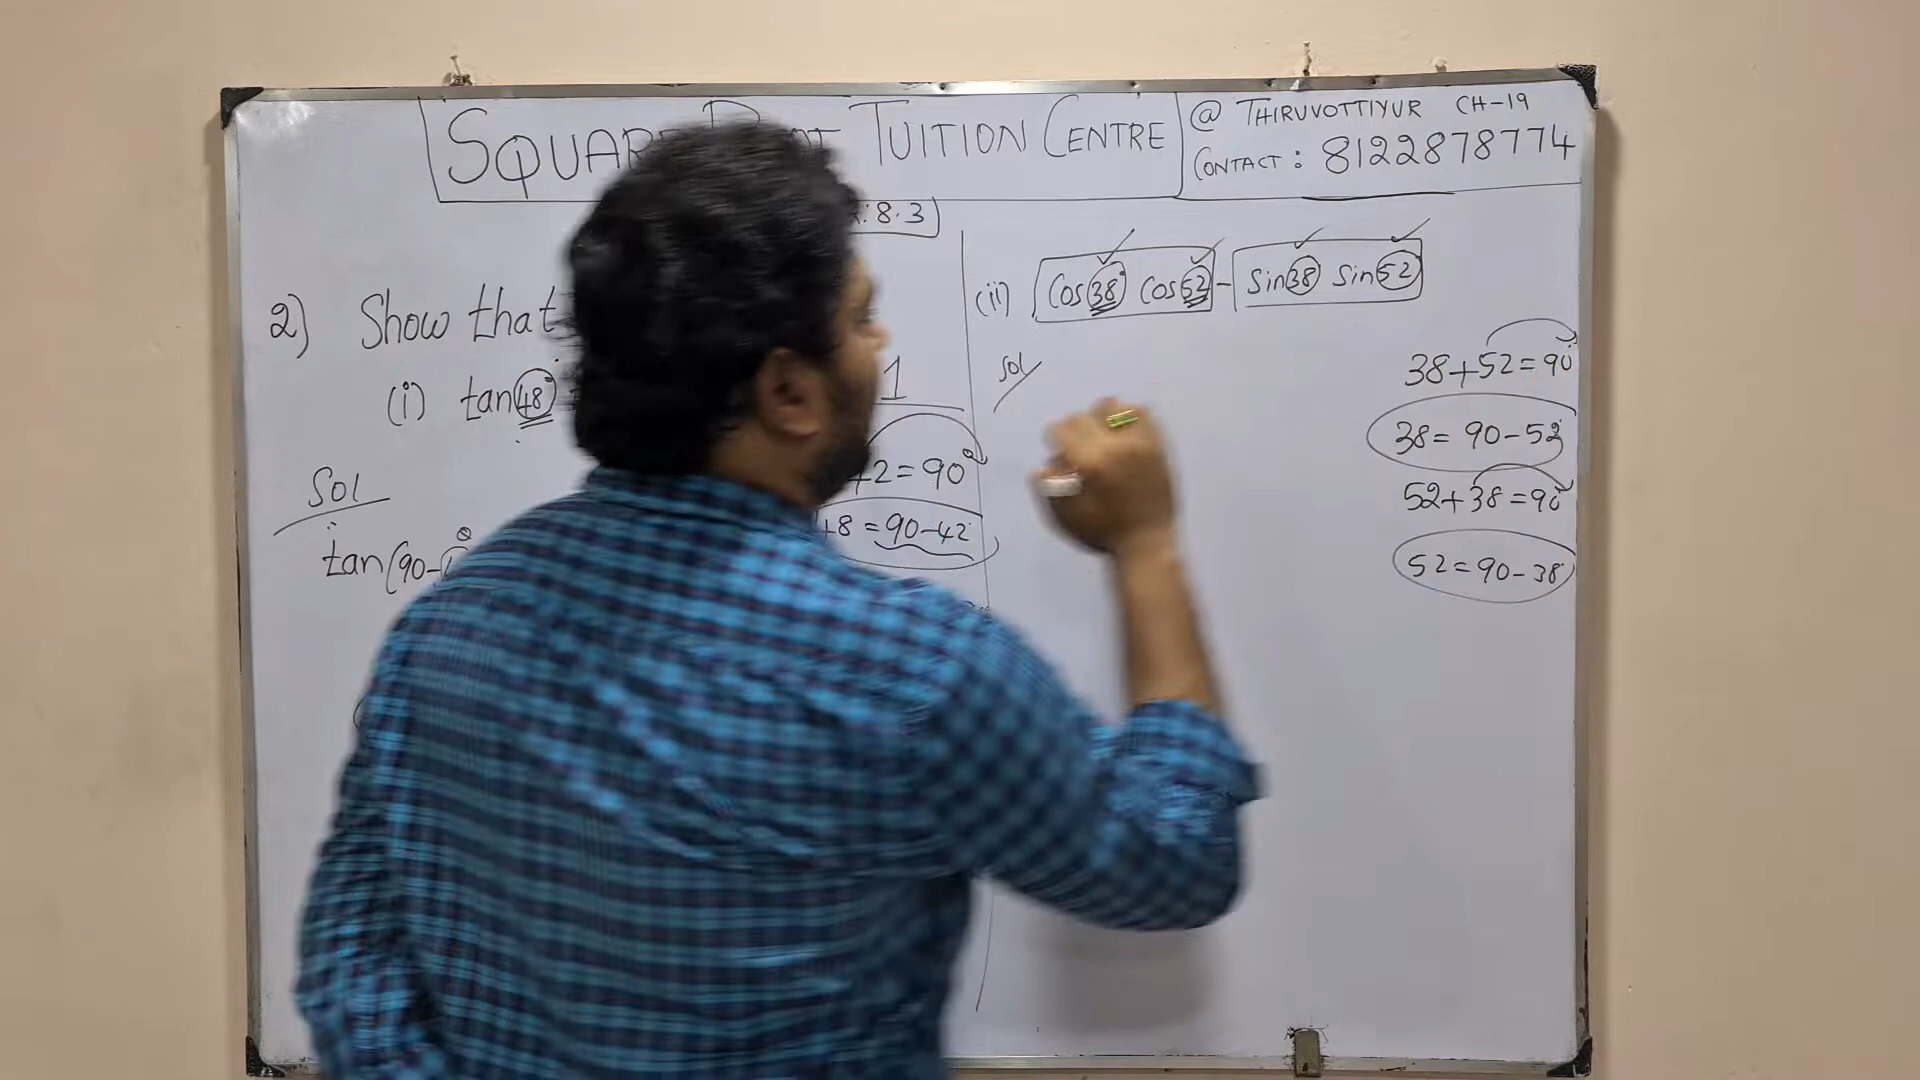 SQUARE TUITION CENTRE
@ THIRUVOTTIYUR CH-19
CONTACT : 8122878774
: 8.3
2) Show that
(i) tan 48°
1
Sol
tan(90-
+2 = 90°
+8 = 90-42
(ii) Cos 38° Cos 52° - Sin 38 Sin 52
Sol
38+52=90
38= 90-52
52+38=90
52=90-38